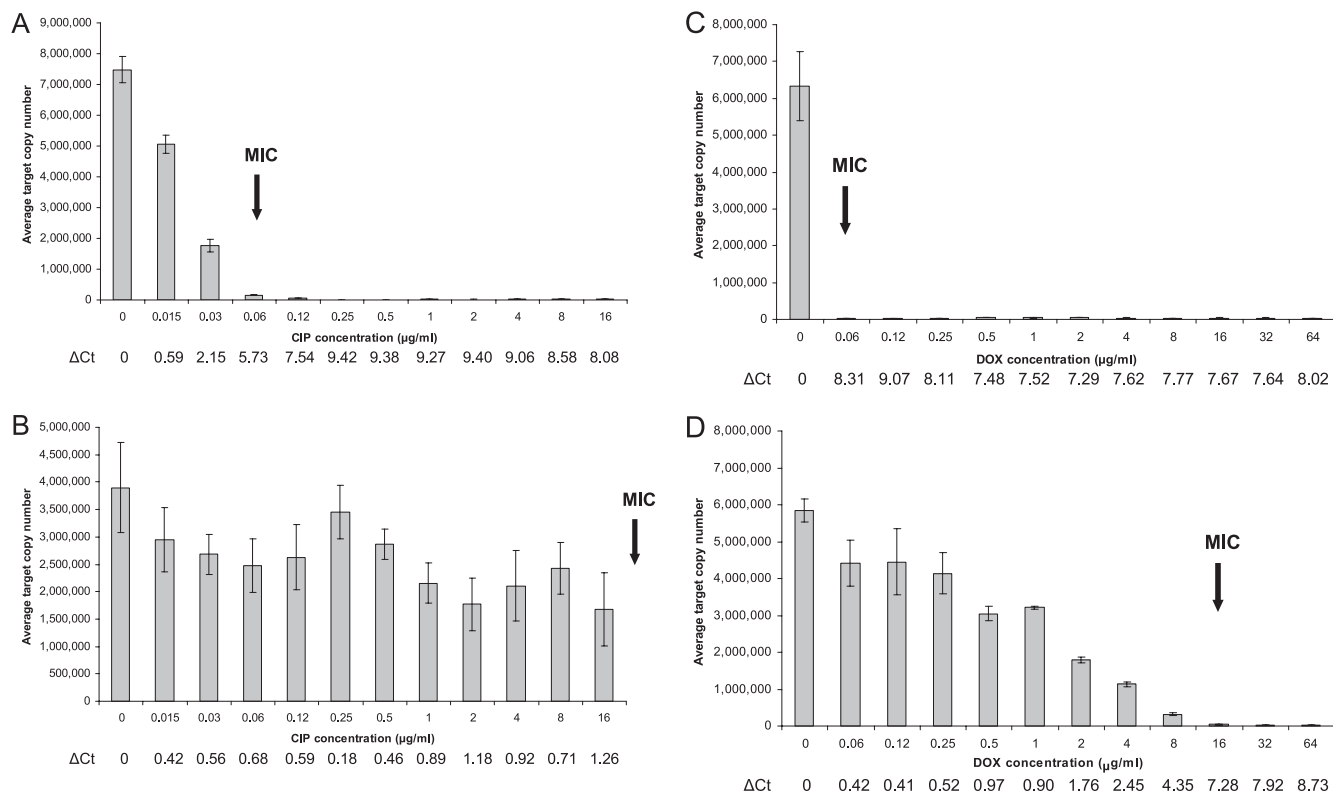 A
Average target copy number
9,000,000
8,000,000
7,000,000
6,000,000
5,000,000
4,000,000
3,000,000
2,000,000
1,000,000
0
MIC
0 0.015 0.03 0.06 0.12 0.25 0.5 1 2 4 8 16
CIP concentration (µg/ml)
ΔCt 0 0.59 2.15 5.73 7.54 9.42 9.38 9.27 9.40 9.06 8.58 8.08
B
Average target copy number
5,000,000
4,500,000
4,000,000
3,500,000
3,000,000
2,500,000
2,000,000
1,500,000
1,000,000
500,000
0
MIC
0 0.015 0.03 0.06 0.12 0.25 0.5 1 2 4 8 16
CIP concentration (µg/ml)
ΔCt 0 0.42 0.56 0.68 0.59 0.18 0.46 0.89 1.18 0.92 0.71 1.26
C
Average target copy number
8,000,000
7,000,000
6,000,000
5,000,000
4,000,000
3,000,000
2,000,000
1,000,000
0
MIC
0 0.06 0.12 0.25 0.5 1 2 4 8 16 32 64
DOX concentration (µg/ml)
ΔCt 0 8.31 9.07 8.11 7.48 7.52 7.29 7.62 7.77 7.67 7.64 8.02
D
Average target copy number
8,000,000
7,000,000
6,000,000
5,000,000
4,000,000
3,000,000
2,000,000
1,000,000
0
MIC
0 0.06 0.12 0.25 0.5 1 2 4 8 16 32 64
DOX concentration (µg/ml)
ΔCt 0 0.42 0.41 0.52 0.97 0.90 1.76 2.45 4.35 7.28 7.92 8.73